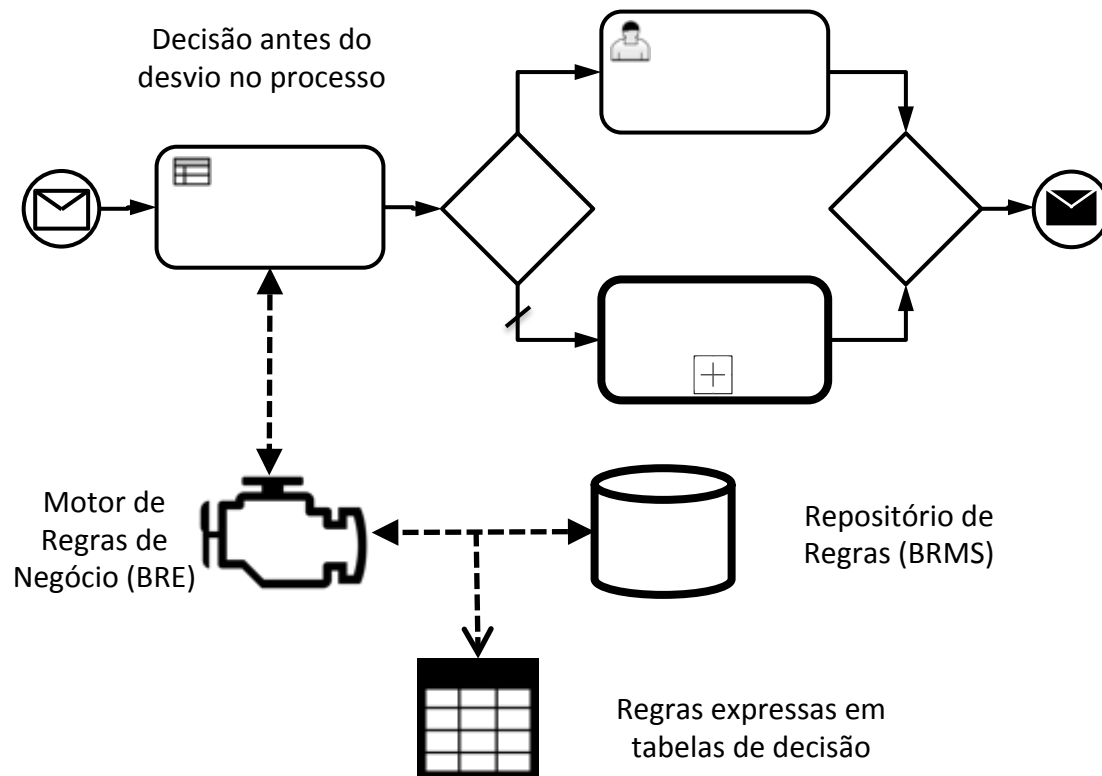 Decisão antes do
desvio no processo
Motor de
Regras de
Negócio (BRE)
Repositório de
Regras (BRMS)
Regras expressas em
tabelas de decisão